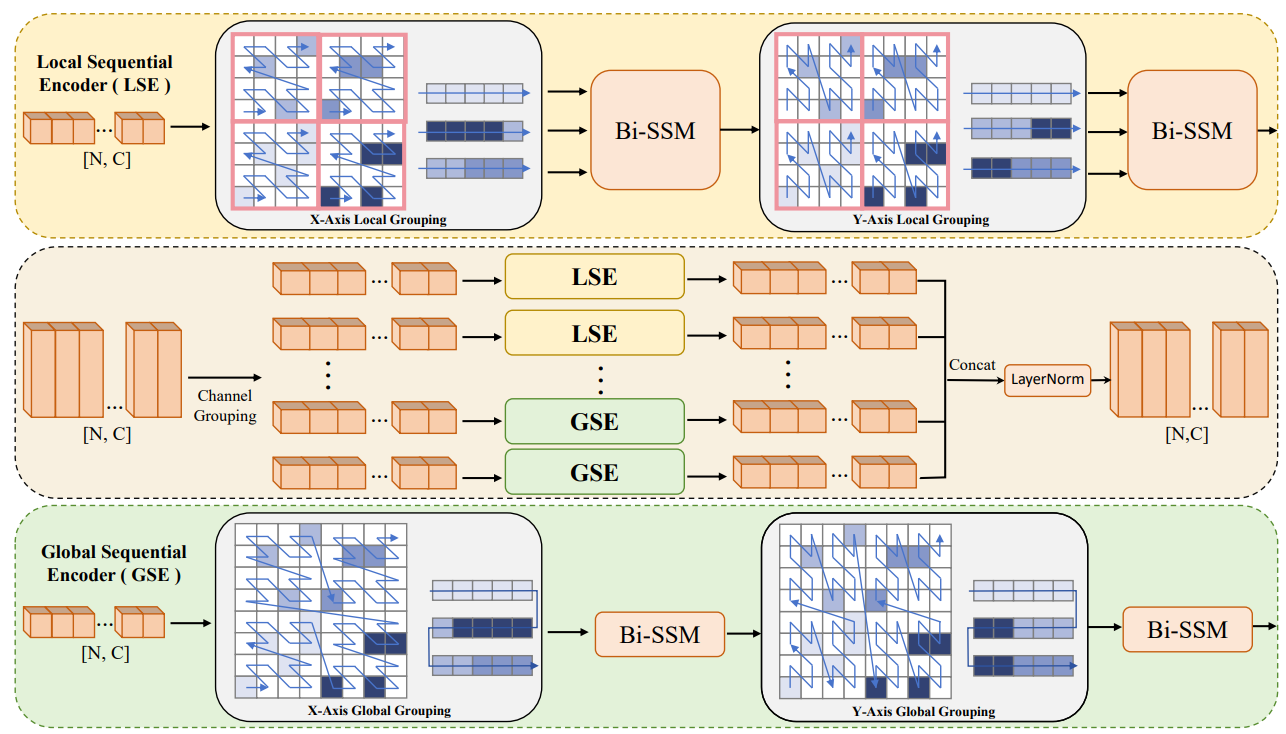 Local Sequential
Encoder ( LSE )
[N, C]
X-Axis Local Grouping
Bi-SSM
Y-Axis Local Grouping
Bi-SSM
[N, C]
Channel
Grouping
LSE
LSE
GSE
GSE
Concat
LayerNorm
[N,C]
Global Sequential
Encoder ( GSE )
[N, C]
X-Axis Global Grouping
Bi-SSM
Y-Axis Global Grouping
Bi-SSM